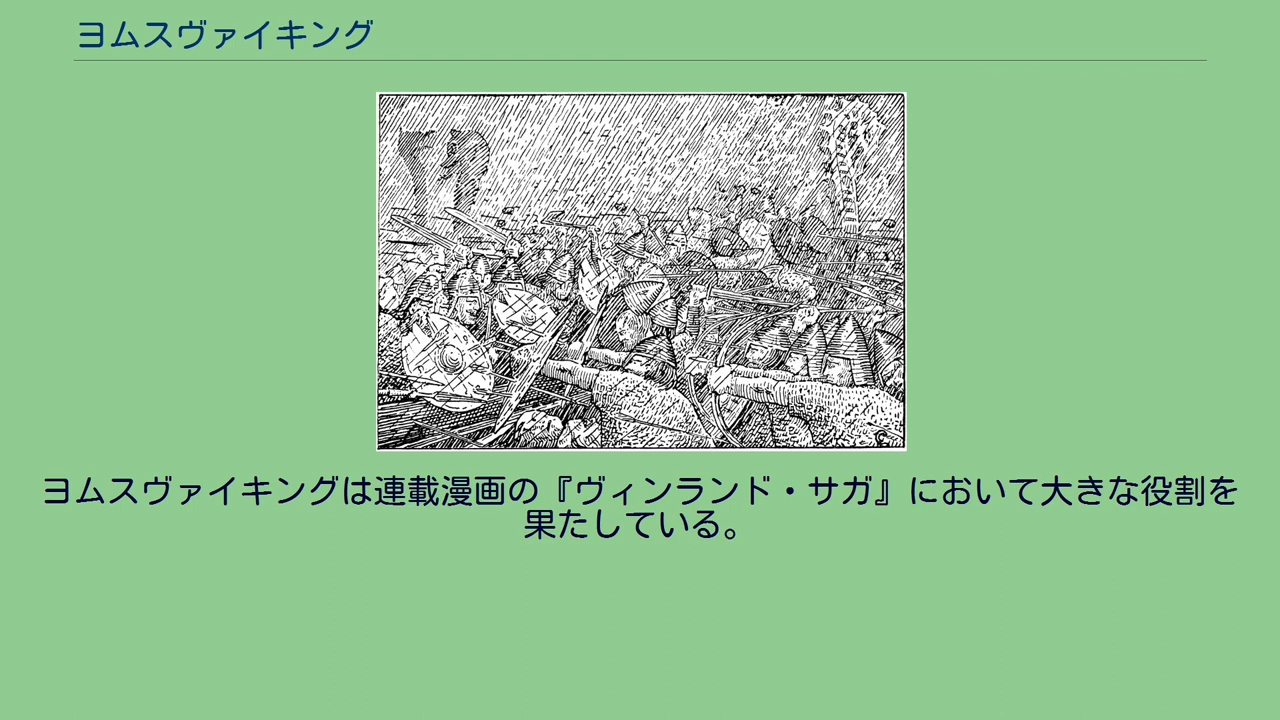 ヨムスヴァイキング
ヨムスヴァイキングは連載漫画の『ヴィンランド・サガ』において大きな役割を
果たしている。